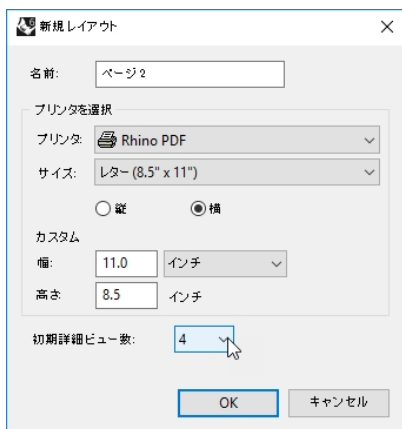 新規レイアウト
名前: ページ 2
プリンタを選択
プリンタ: Rhino PDF
サイズ: レター (8.5" x 11")
縦 横
カスタム
幅: 11.0 インチ
高さ: 8.5 インチ
初期詳細ビュー数: 4
OK キャンセル